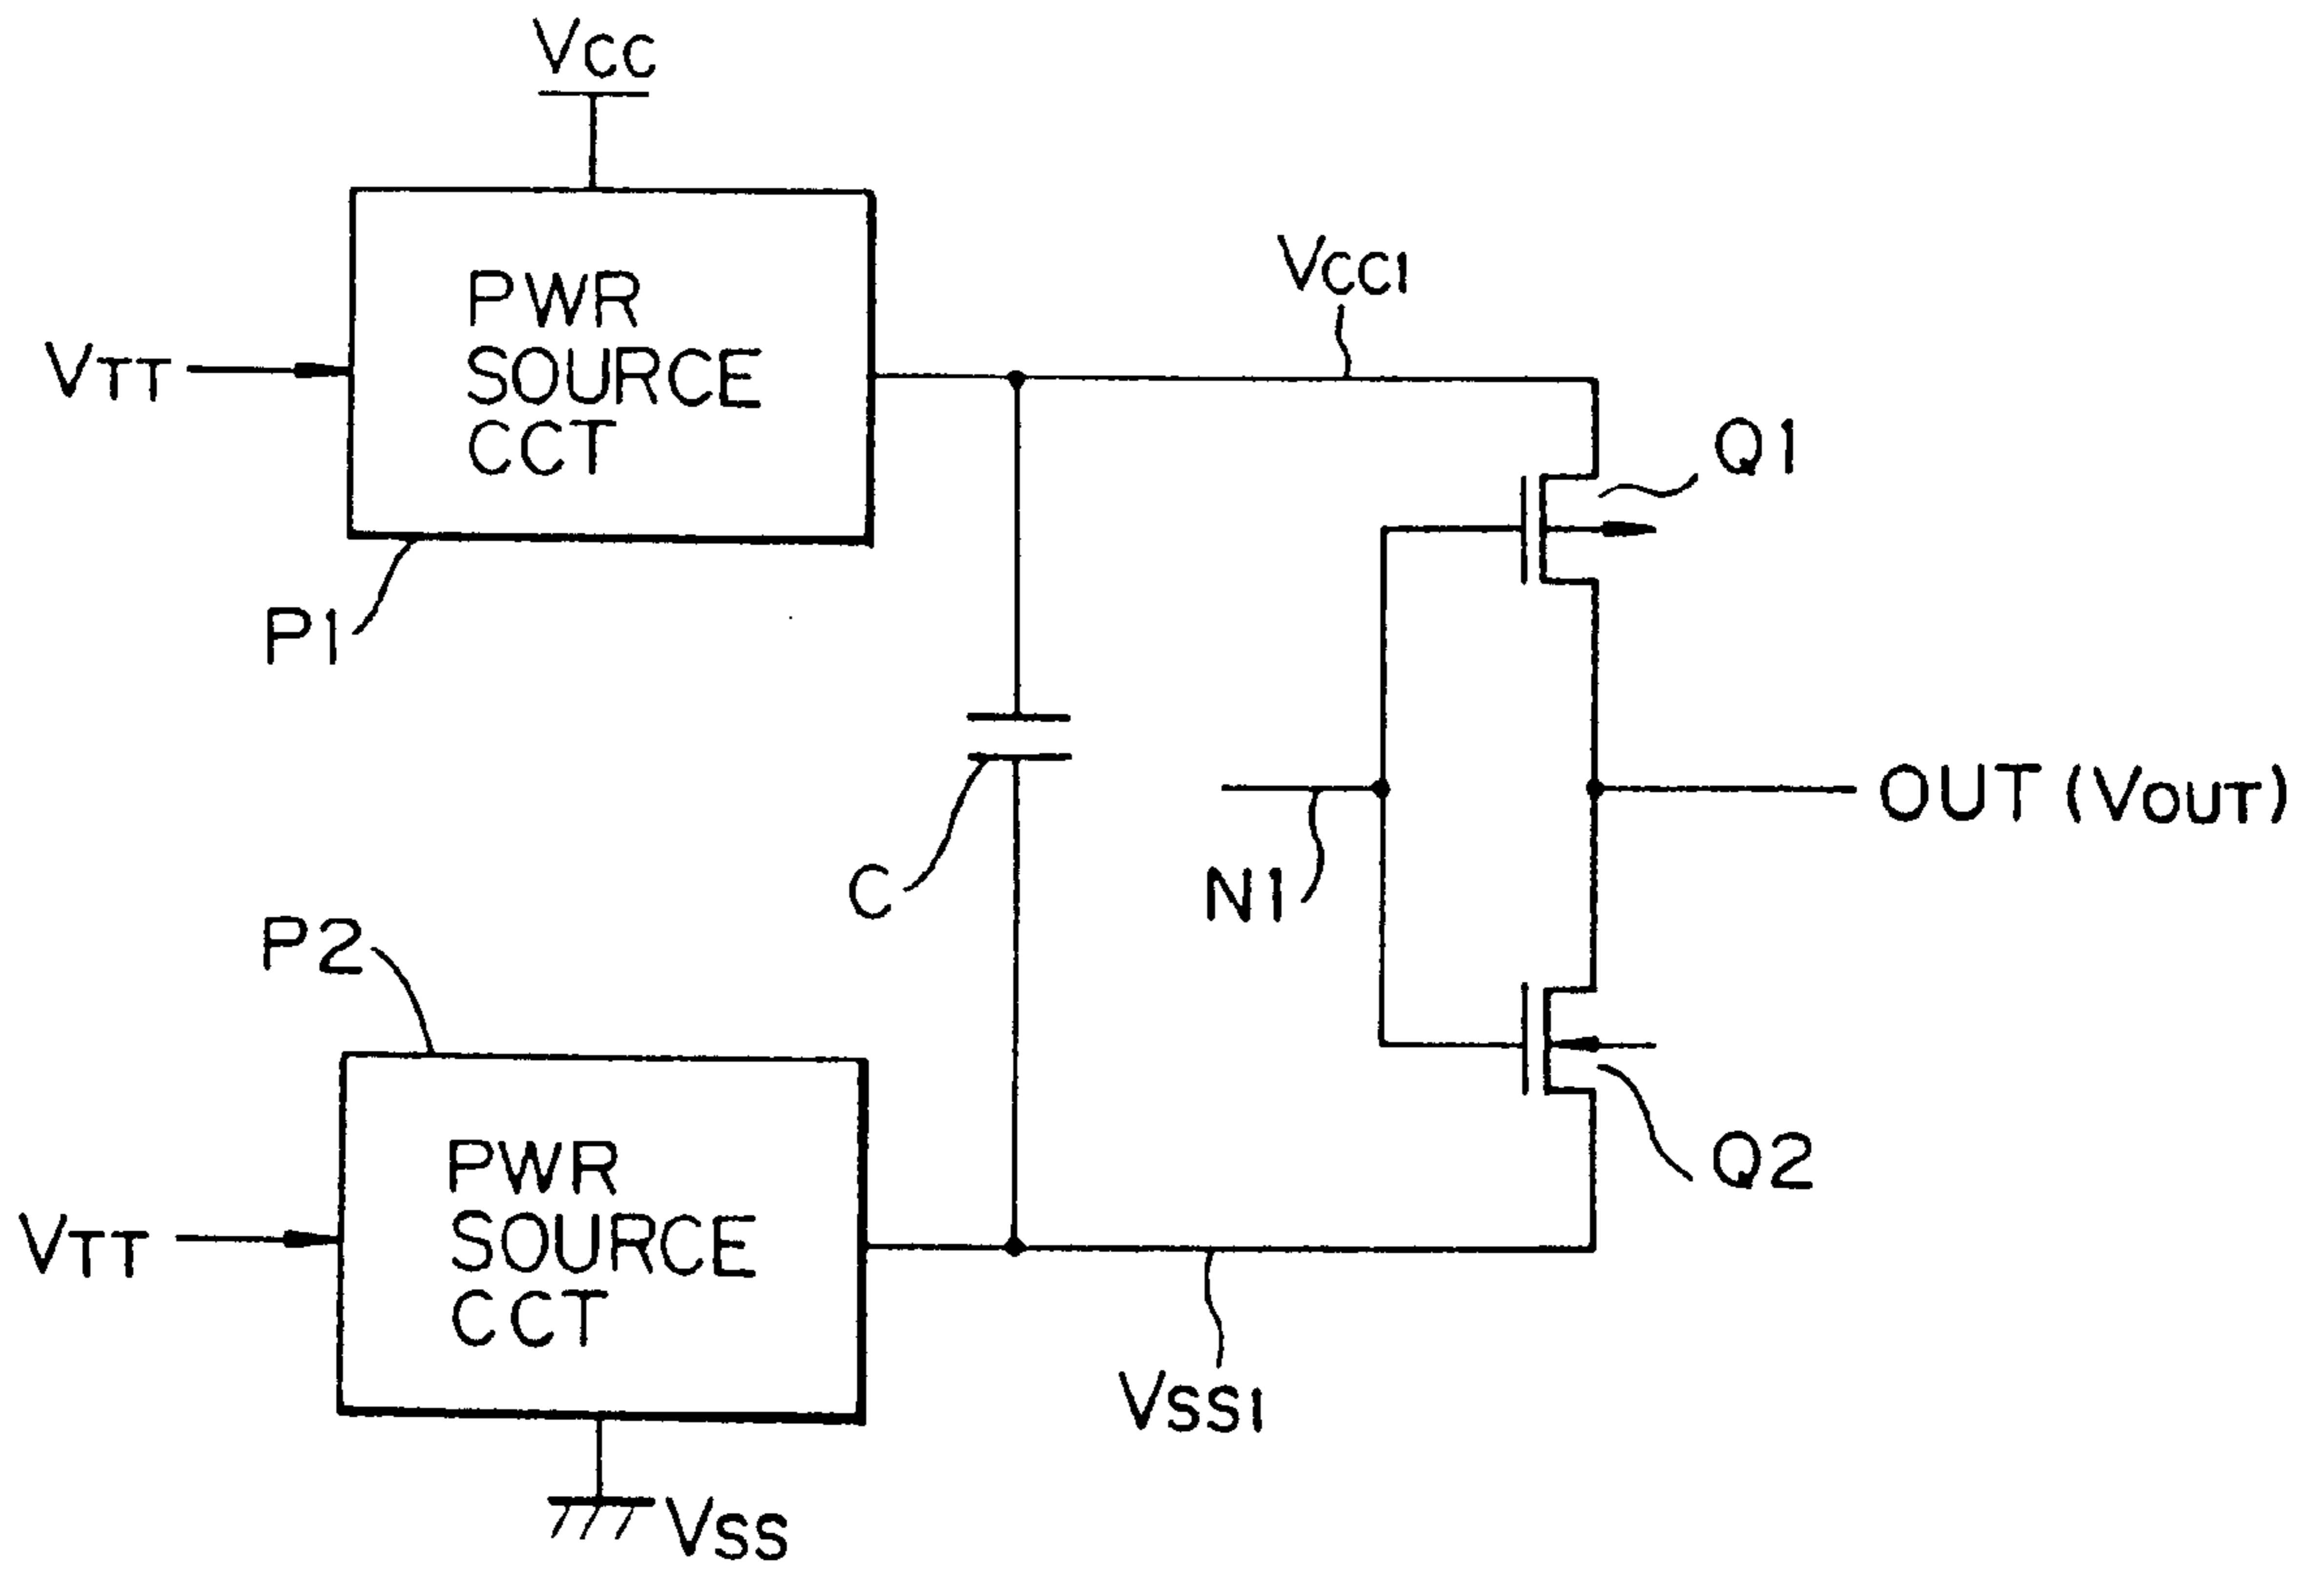 VCC
PWR
SOURCE
CCT
VTT
VCC1
Q1
P1
OUT (VOUT)
C
N1
P2
PWR
SOURCE
CCT
VTT
Q2
VSS1
VSS